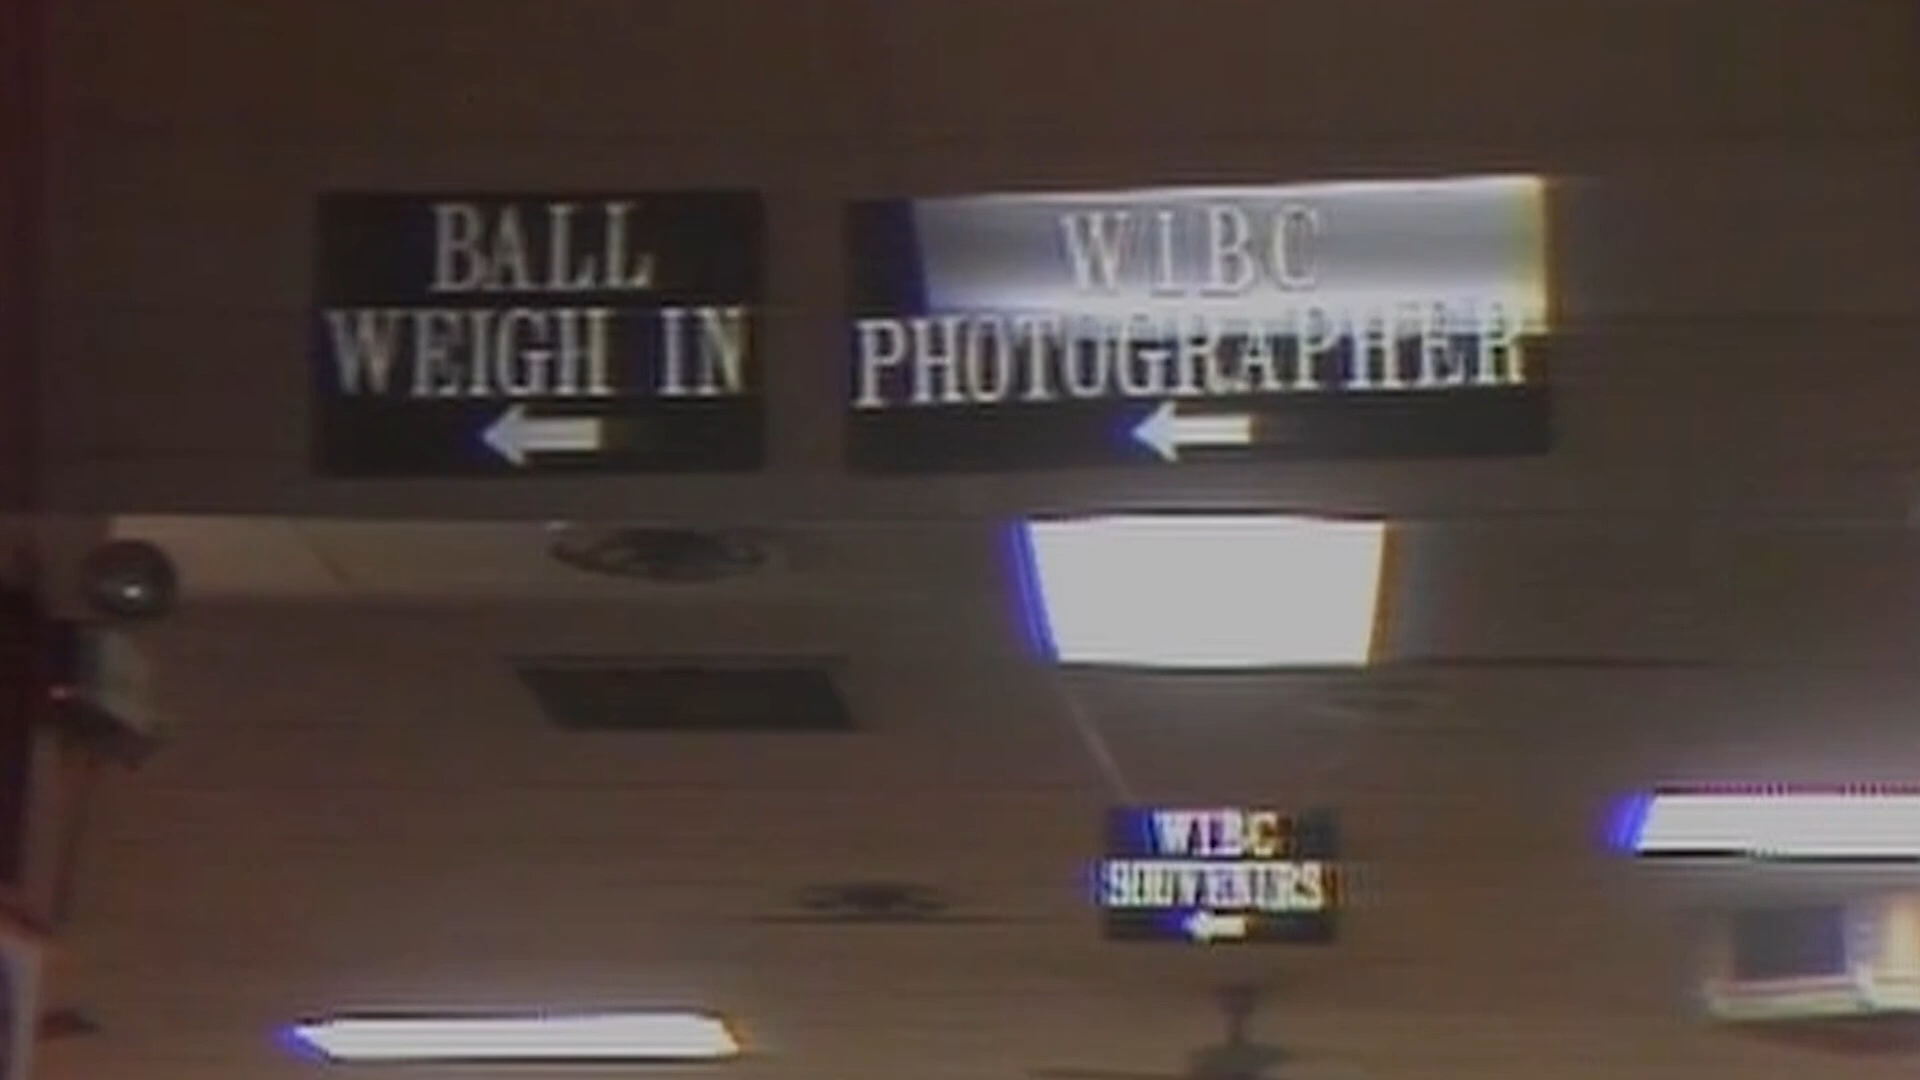 BALL
WEIGH IN
WIBC
PHOTOGRAPHER
WIBC
SOUVENIRS